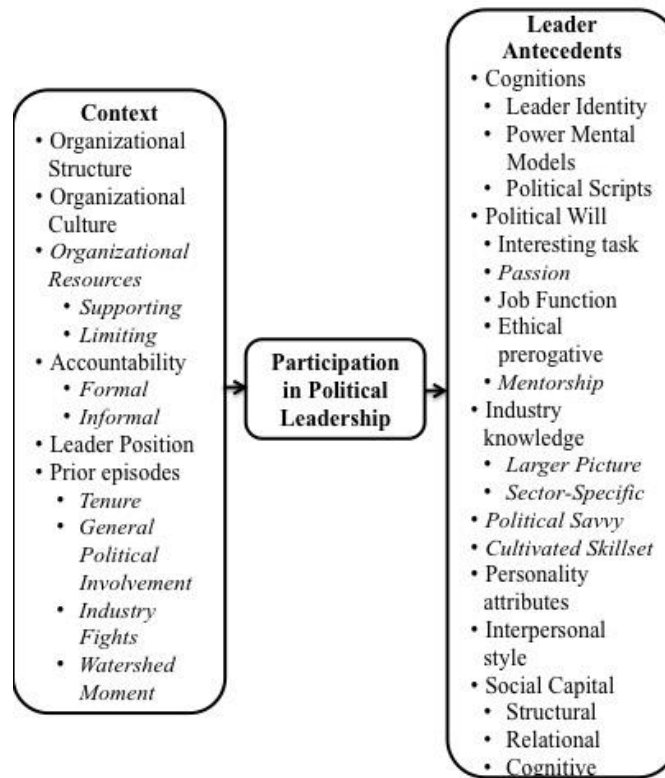 Context
• Organizational
Structure
• Organizational
Culture
• Organizational
Resources
• Supporting
• Limiting
• Accountability
• Formal
• Informal
• Leader Position
• Prior episodes
• Tenure
• General
Political
Involvement
• Industry
Fights
• Watershed
Moment
Participation
in Political
Leadership
Leader
Antecedents
• Cognitions
• Leader Identity
• Power Mental
Models
• Political Scripts
• Political Will
• Interesting task
• Passion
• Job Function
• Ethical
prerogative
• Mentorship
• Industry
knowledge
• Larger Picture
• Sector-Specific
• Political Savvy
• Cultivated Skillset
• Personality
attributes
• Interpersonal
style
• Social Capital
• Structural
• Relational
• Cognitive